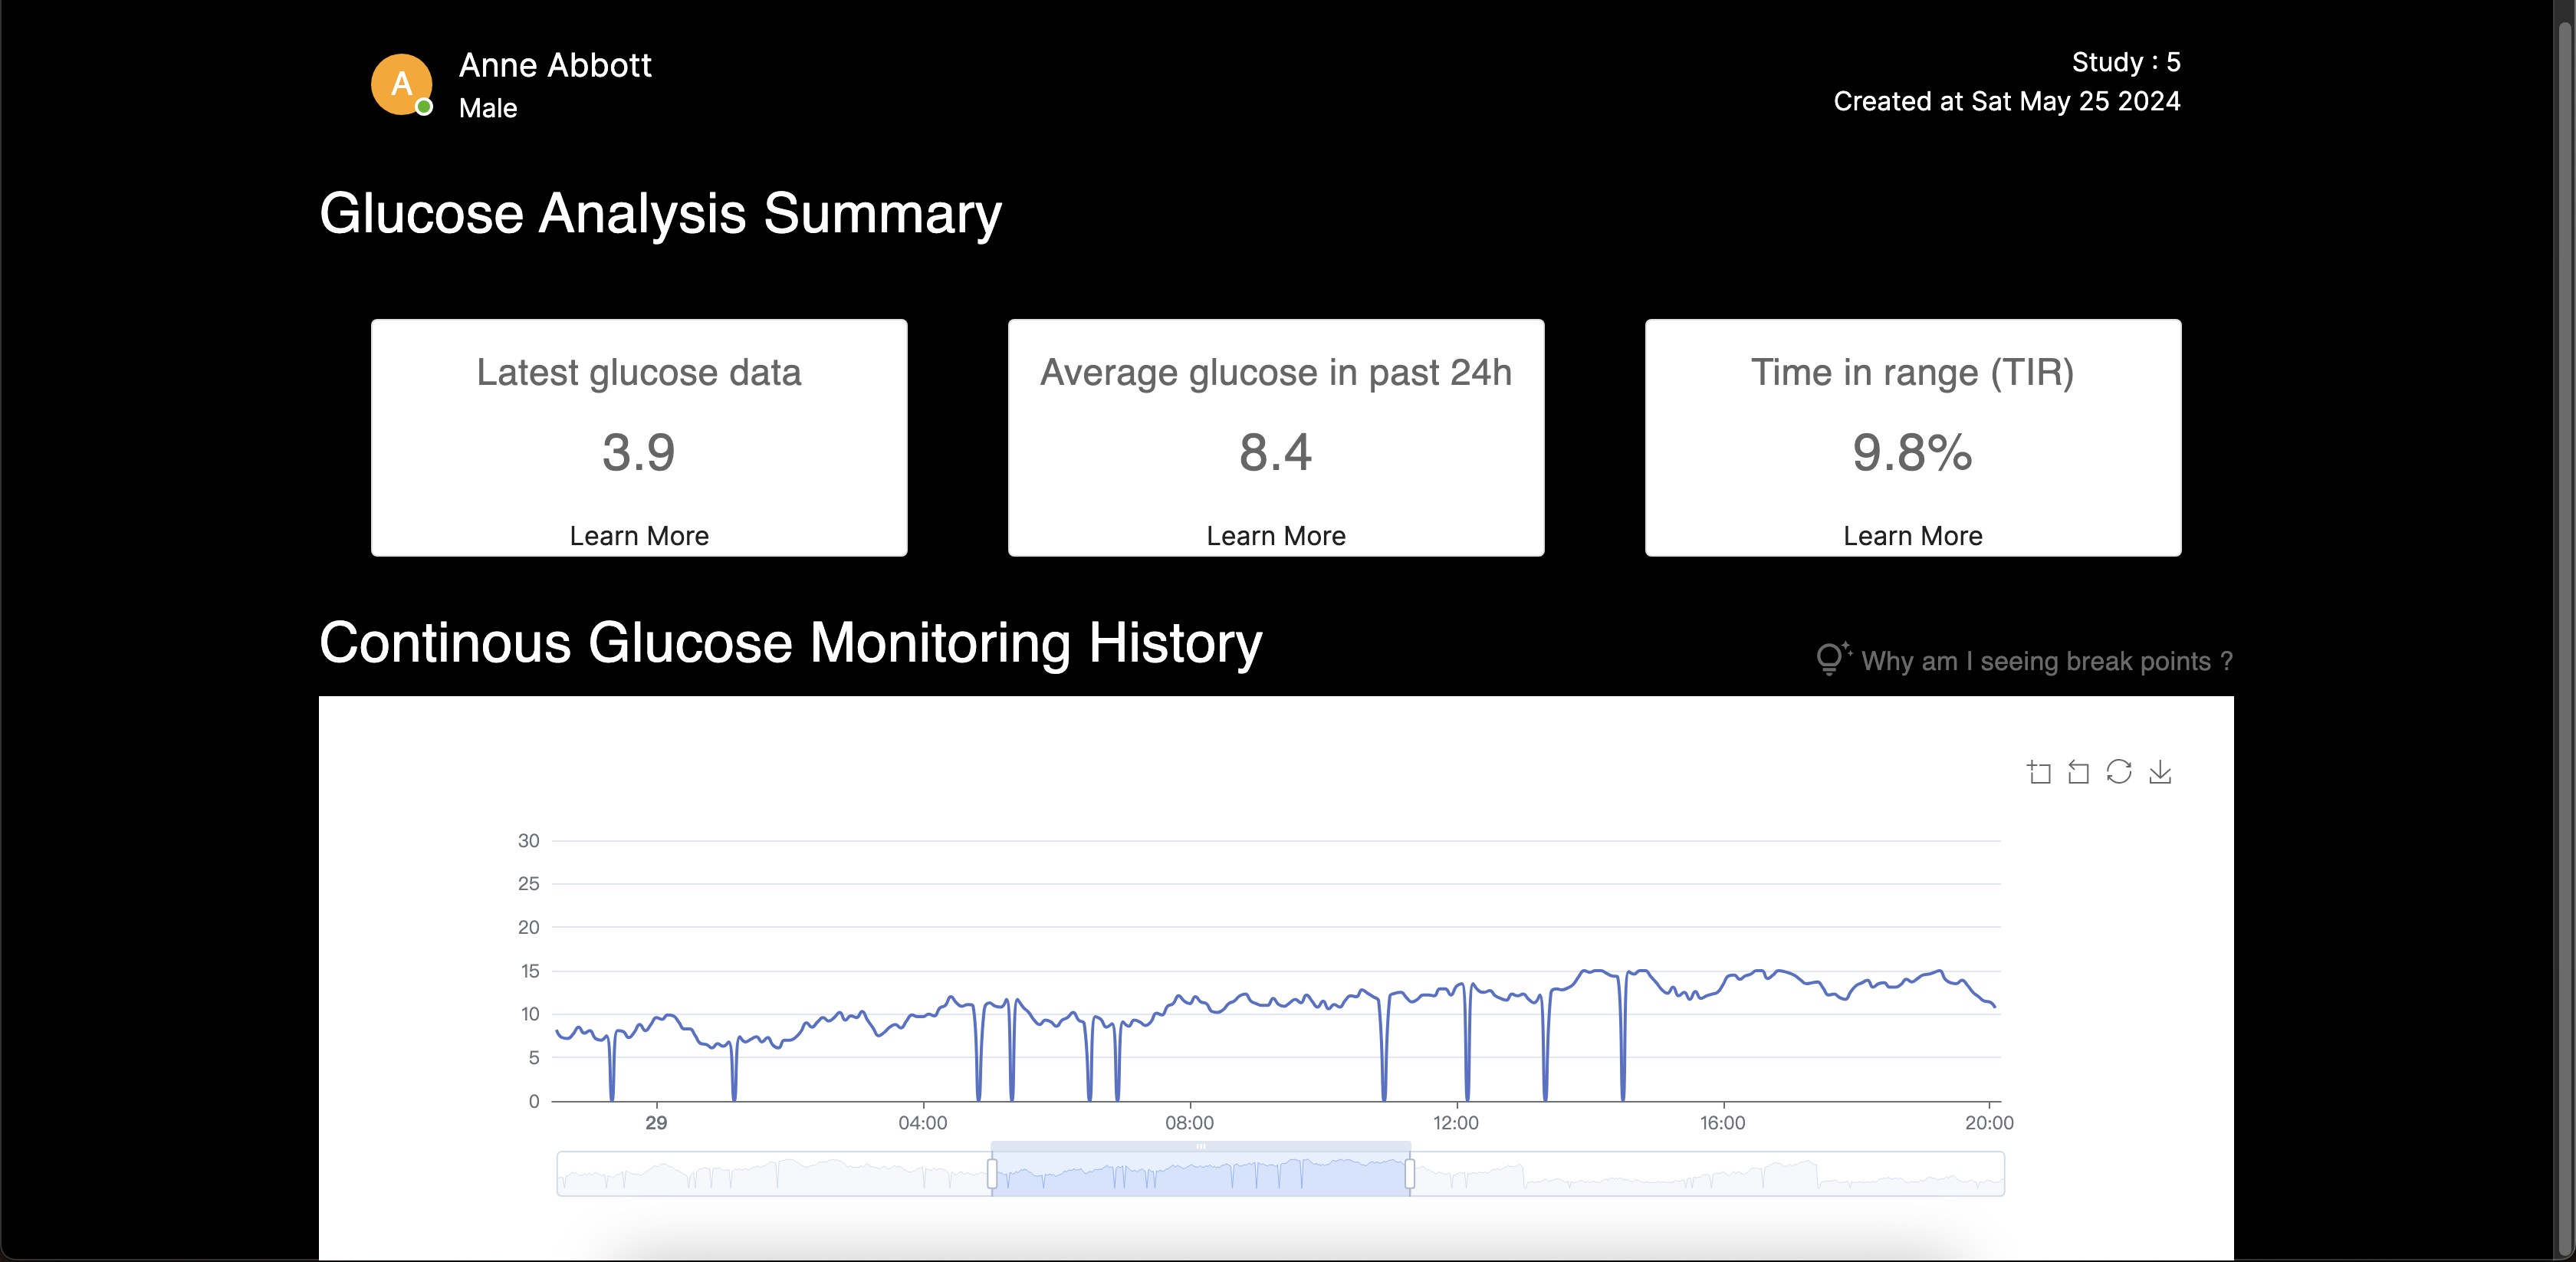 A
Anne Abbott
Male
Study : 5
Created at Sat May 25 2024
Glucose Analysis Summary
Latest glucose data
3.9
Learn More
Average glucose in past 24h
8.4
Learn More
Time in range (TIR)
9.8%
Learn More
Continous Glucose Monitoring History
Why am I seeing break points ?
30
25
20
15
10
5
0
29 04:00 08:00 12:00 16:00 20:00